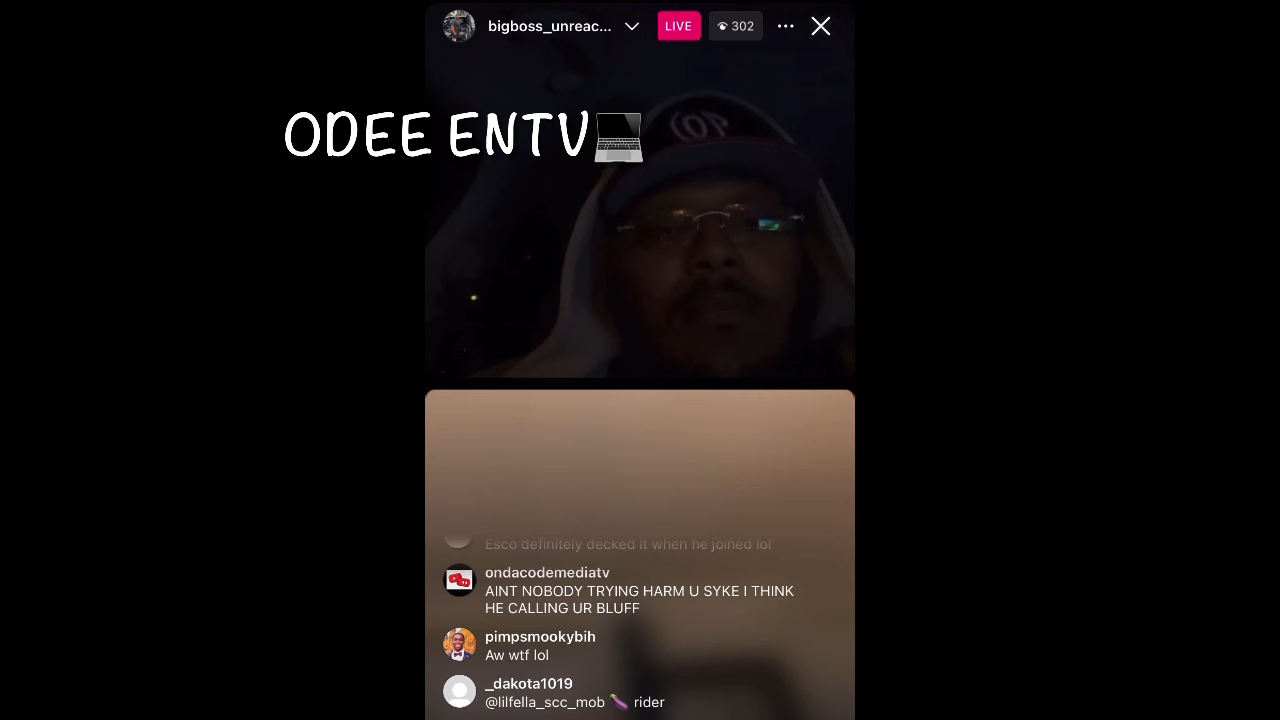 bigboss_unreac...
LIVE
302
ODEE ENTV
Esco definitely decked it when he joined lol
ondacodemediatv
AINT NOBODY TRYING HARM U SYKE I THINK
HE CALLING UR BLUFF
pimpsmookybih
Aw wtf lol
_dakota1019
@lilfella_scc_mob 🍆 rider